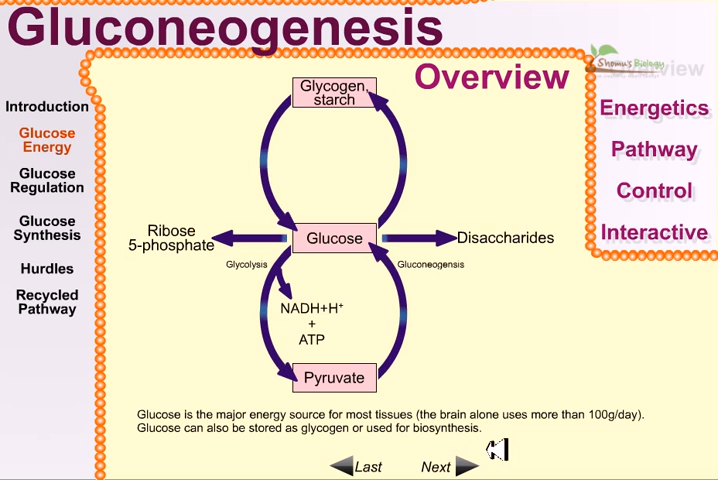 Gluconeogenesis
Overview
Shomu's Biology
Overview
Introduction
Glucose
Energy
Glucose
Regulation
Glucose
Synthesis
Hurdles
Recycled
Pathway
Energetics
Pathway
Control
Interactive
Glycogen,
starch
Ribose
5-phosphate
Glucose
Disaccharides
Glycolysis
Gluconeogensis
NADH+H⁺
+
ATP
Pyruvate
Glucose is the major energy source for most tissues (the brain alone uses more than 100g/day).
Glucose can also be stored as glycogen or used for biosynthesis.
Last
Next